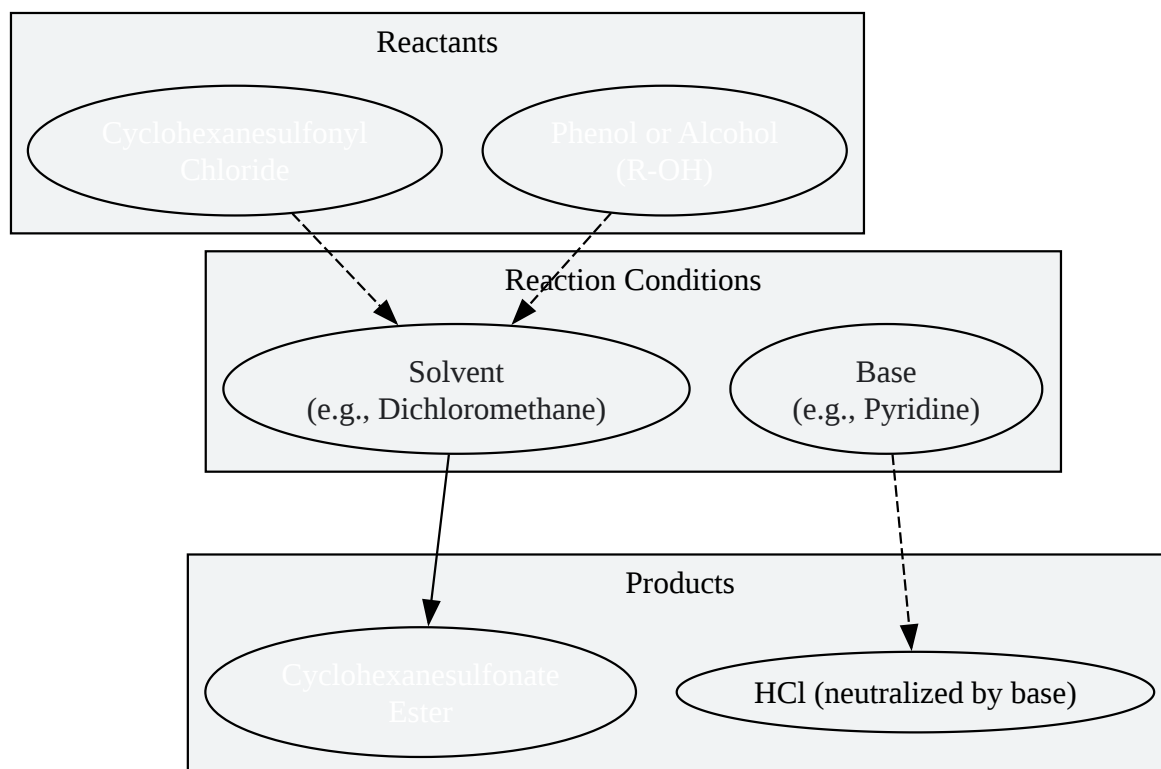 Reactants
Cyclohexanesulfonyl
Chloride
Phenol or Alcohol
(R-OH)
Reaction Conditions
Solvent
(e.g., Dichloromethane)
Base
(e.g., Pyridine)
Products
Cyclohexanesulfonate
Ester
HCl (neutralized by base)